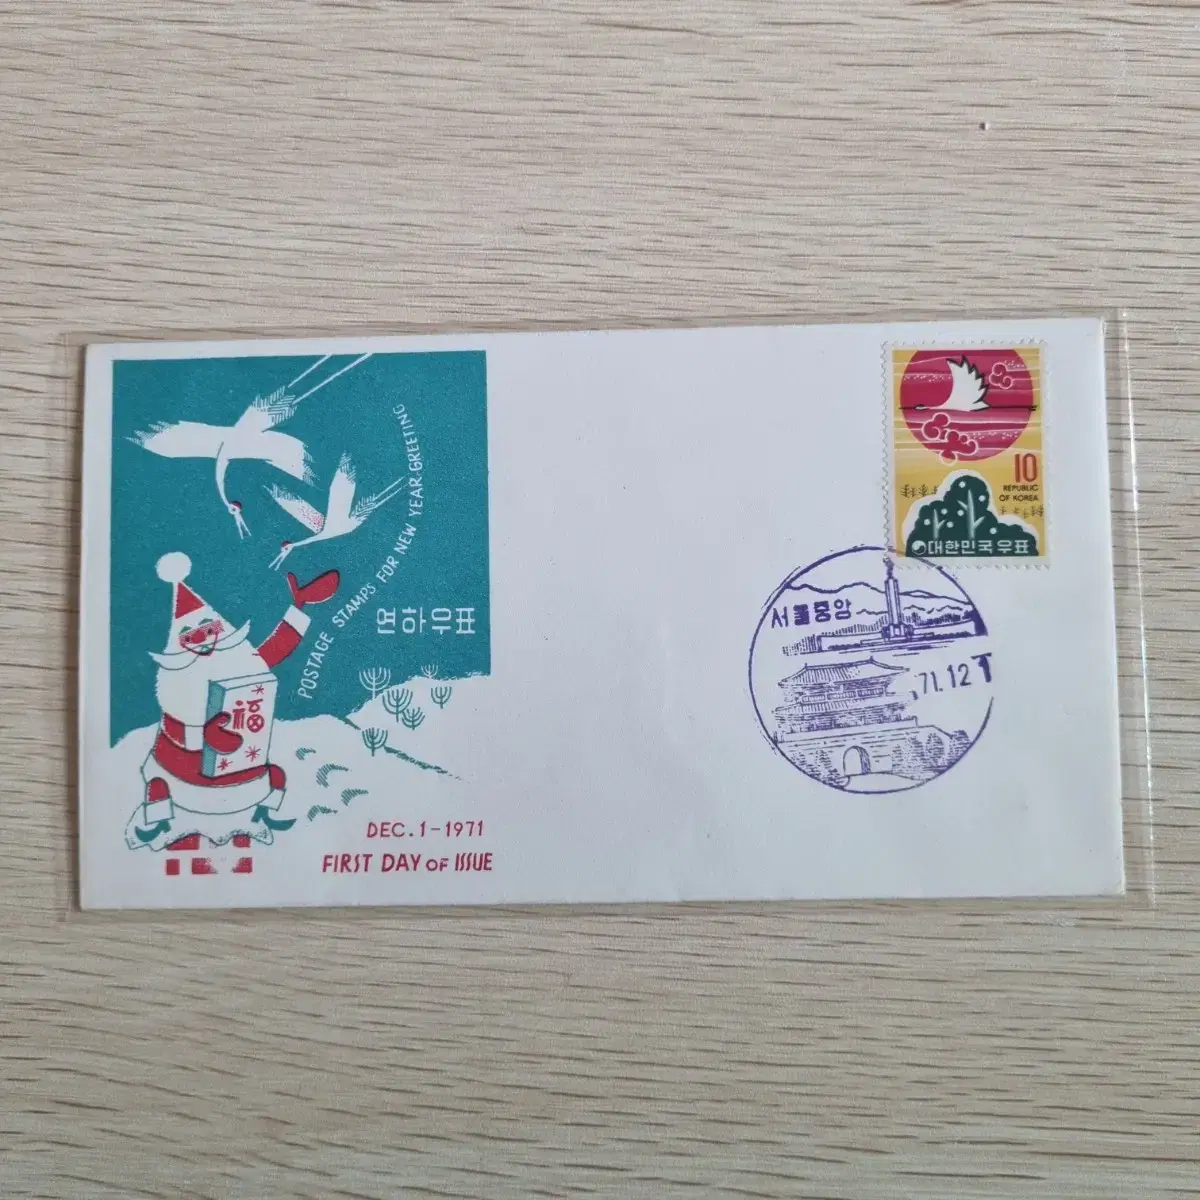 POSTAGE STAMPS FOR NEW YEAR GREETING
연하우표
福
DEC. 1-1971
FIRST DAY OF ISSUE
10
REPUBLIC
OF KOREA
대한민국우표
서울중앙
71.12.1